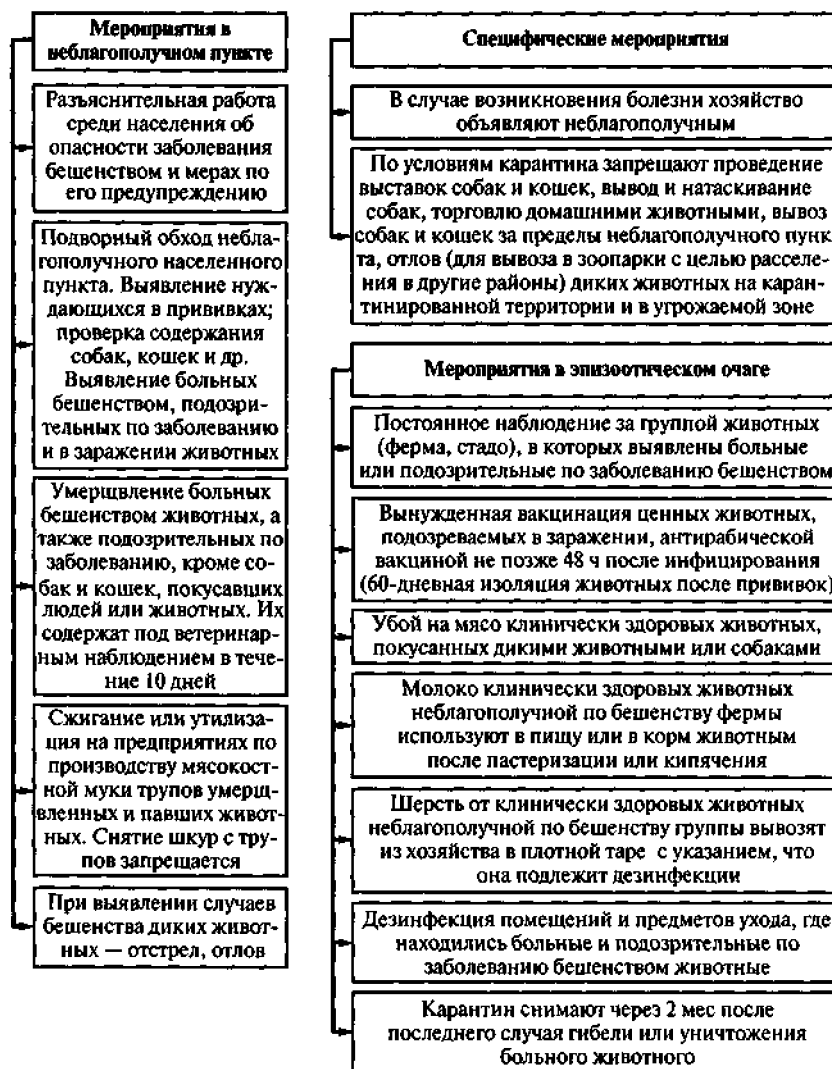 Мероприятия в
неблагополучном пункте
Разъяснительная работа
среди населения об
опасности заболевания
бешенством и мерах по
его предупреждению
Подворный обход небла-
гополучного населенного
пункта. Выявление нуж-
дающихся в прививках;
проверка содержания
собак, кошек и др.
Выявление больных
бешенством, подозри-
тельных по заболеванию
и в заражении животных
Умерщвление больных
бешенством животных, а
также подозрительных по
заболеванию, кроме со-
бак и кошек, покусавших
людей или животных. Их
содержат под ветеринар-
ным наблюдением в тече-
ние 10 дней
Сжигание или утилиза-
ция на предприятиях по
производству мясокост-
ной муки трупов умерщ-
вленных и павших живот-
ных. Снятие шкур с тру-
пов запрещается
При выявлении случаев
бешенства диких живот-
ных — отстрел, отлов
Специфические мероприятия
В случае возникновения болезни хозяйство
объявляют неблагополучным
По условиям карантина запрещают проведение
выставок собак и кошек, вывод и натаскивание
собак, торговлю домашними животными, вывоз
собак и кошек за пределы неблагополучного пунк
та, отлов (для вывоза в зоопарки с целью расселе-
ния в другие районы) диких животных на каран-
тинированной территории и в угрожаемой зоне
Мероприятия в эпизоотическом очаге
Постоянное наблюдение за группой животных
(ферма, стадо), в которых выявлены больные
или подозрительные по заболеванию бешенством
Вынужденная вакцинация ценных животных,
подозреваемых в заражении, антирабической
вакциной не позже 48 ч после инфицирования
(60-дневная изоляция животных после прививок)
Убой на мясо клинически здоровых животных,
покусанных дикими животными или собаками
Молоко клинически здоровых животных
неблагополучной по бешенству фермы
используют в пищу или в корм животным
после пастеризации или кипячения
Шерсть от клинически здоровых животных
неблагополучной по бешенству группы вывозят
из хозяйства в плотной таре с указанием, что
она подлежит дезинфекции
Дезинфекция помещений и предметов ухода, где
находились больные и подозрительные по
заболеванию бешенством животные
Карантин снимают через 2 мес после
последнего случая гибели или уничтожения
больного животного